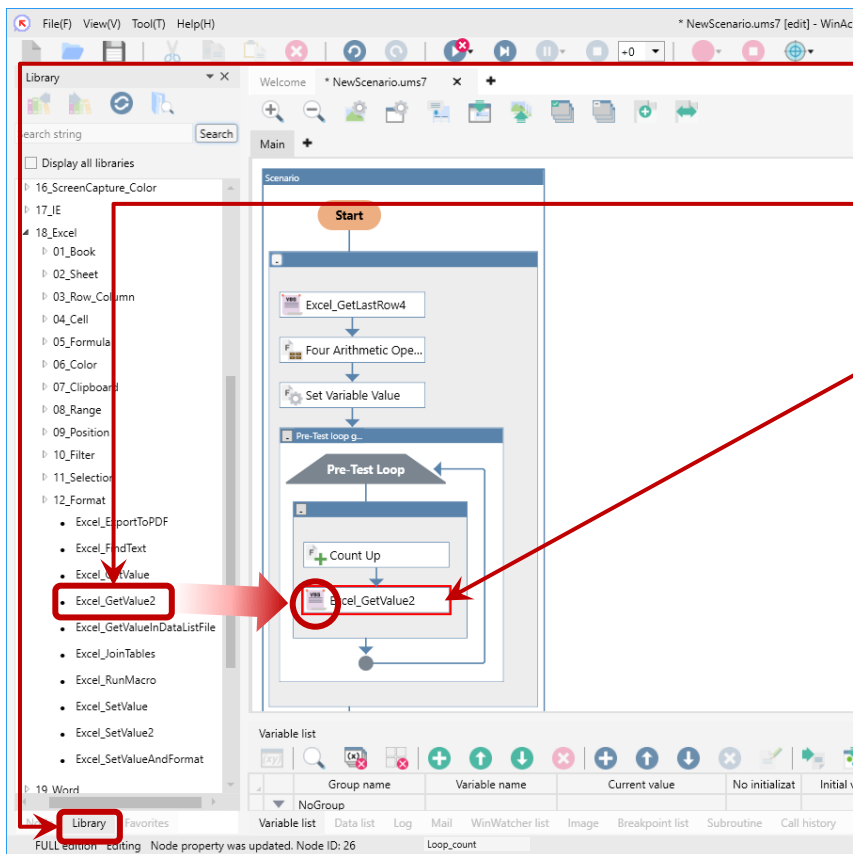 File(F) View(V) Tool(T) Help(H)
* NewScenario.ums7 [edit] - WinAc
+0
Library
Search
Display all libraries
16_ScreenCapture_Color
17_IE
18_Excel
01_Book
02_Sheet
03_Row_Column
04_Cell
05_Formula
06_Color
07_Clipboard
08_Range
09_Position
10_Filter
11_Selection
12_Format
Excel_ExportToPDF
Excel_FindText
Excel_GetValue
Excel_GetValue2
Excel_GetValueInDataListFile
Excel_JoinTables
Excel_RunMacro
Excel_SetValue
Excel_SetValue2
Excel_SetValueAndFormat
19_Word
Library Favorites
Welcome * NewScenario.ums7
Main
Scenario
Start
Excel_GetLastRow4
Four Arithmetic Ope...
Set Variable Value
Pre-Test loop g...
Pre-Test Loop
Count Up
Excel_GetValue2
Variable list
Group name Variable name Current value No initializat Initial v
NoGroup
Variable list Data list Log Mail WinWatcher list Image Breakpoint list Subroutine Call history
FULL edition Editing Node property was updated. Node ID: 26 Loop_count